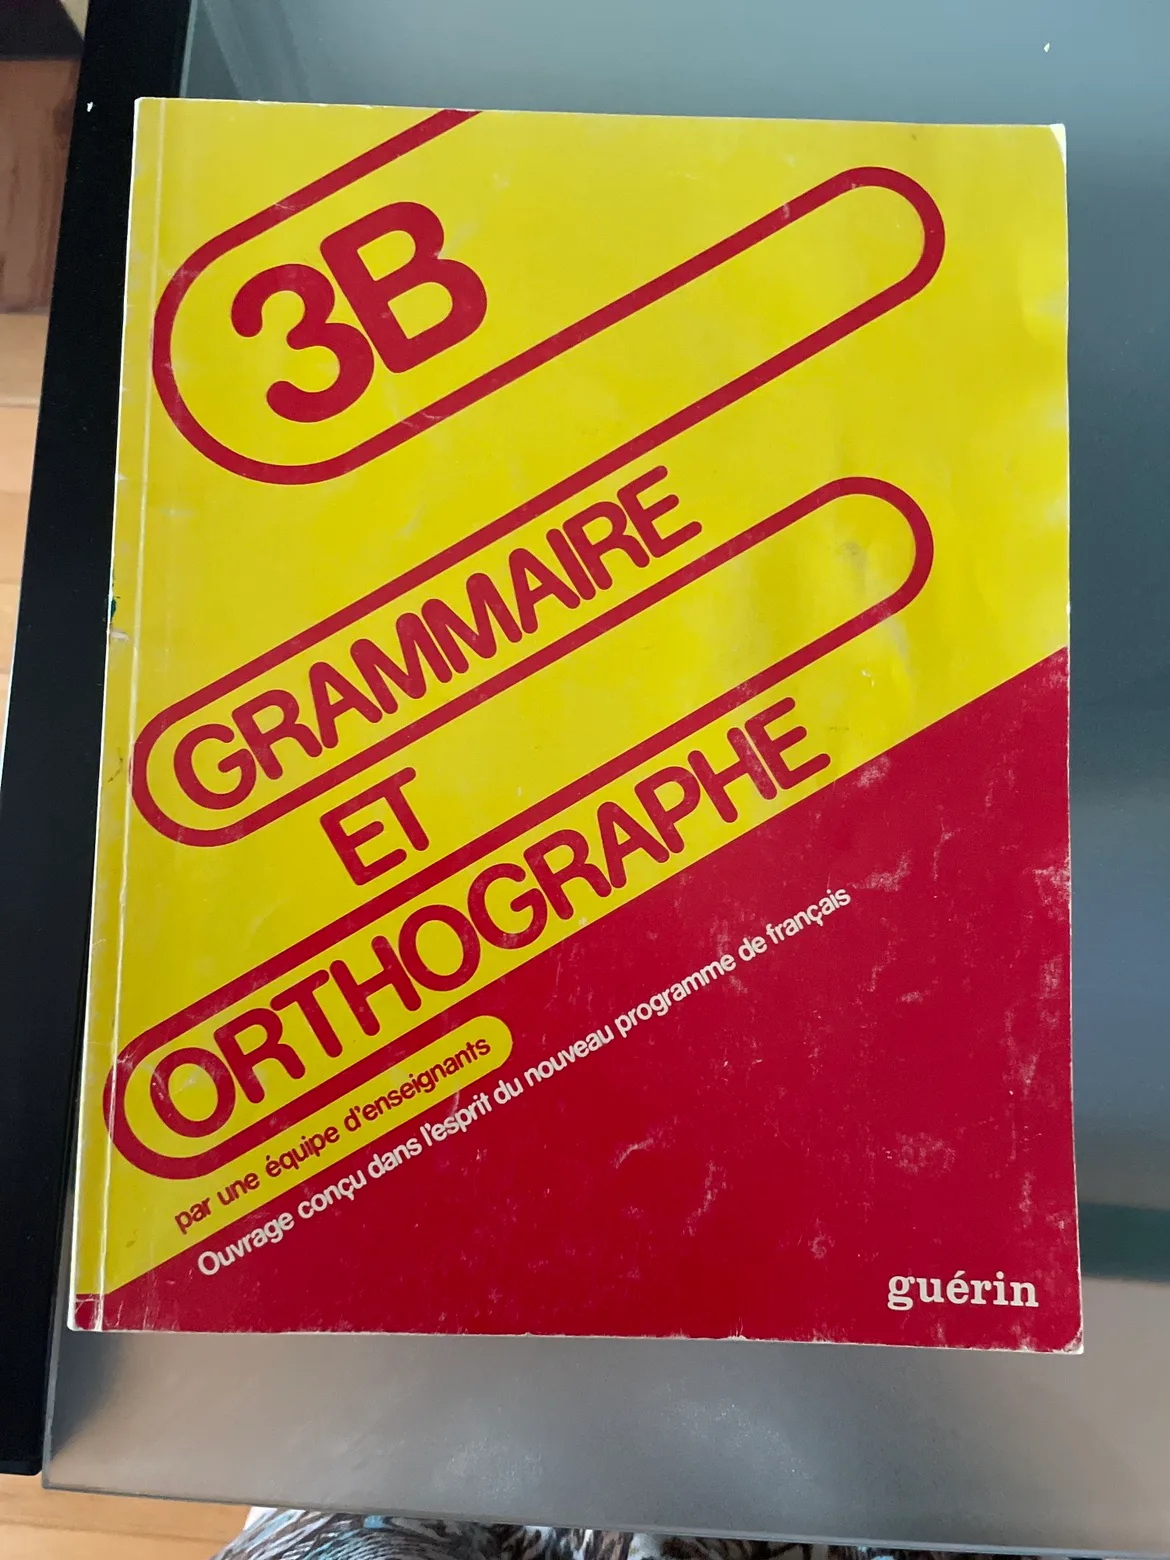 3B
GRAMMAIRE
ET
ORTHOGRAPHE
par une équipe d'enseignants
Ouvrage conçu dans l'esprit du nouveau programme de français
guérin